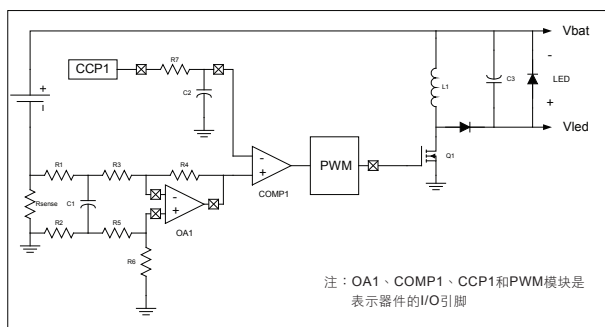 Vbat
CCP1
R7
C2
L1
C3
-
LED
+
Vled
+
R1
R3
R4
-
+
COMP1
PWM
Q1
Rsense
C1
-
+
OA1
R2
R5
R6
注：OA1、COMP1、CCP1和PWM模块是
表示器件的I/O引脚